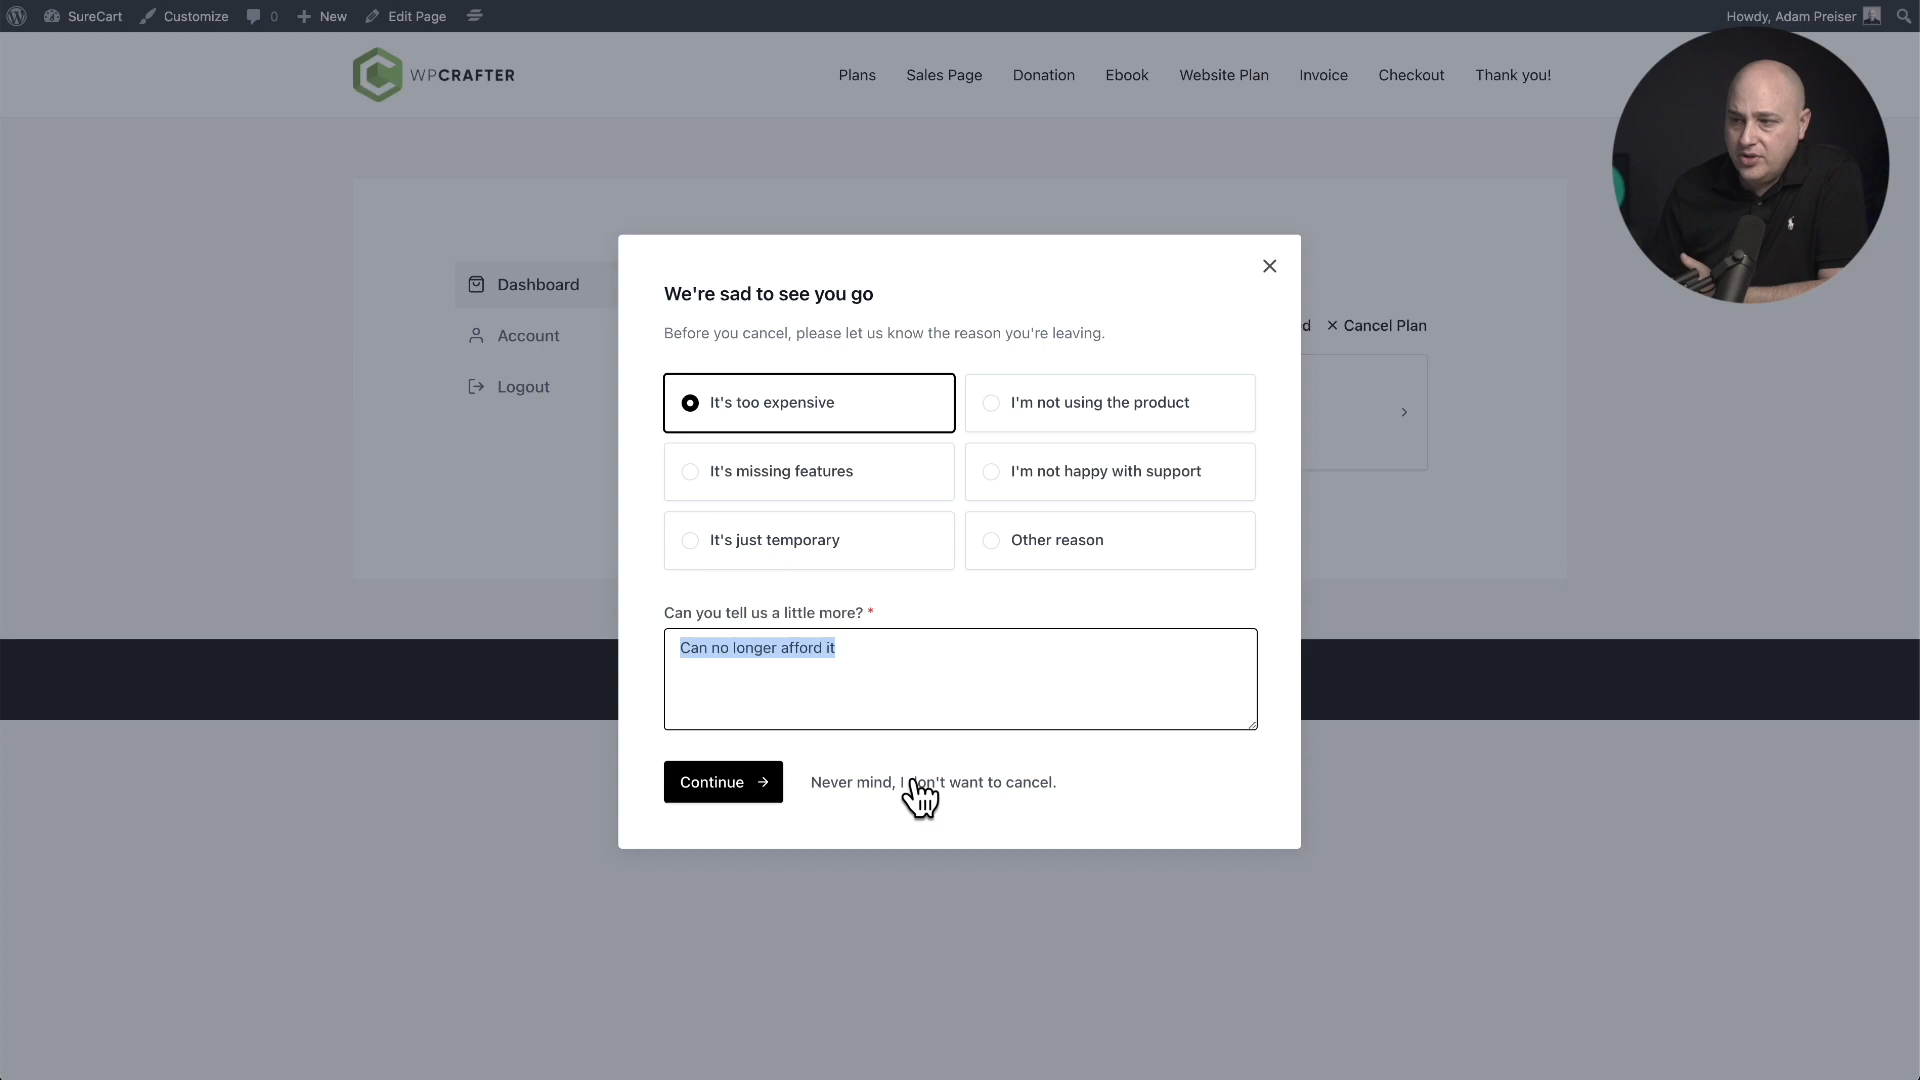 SureCart Customize 0 New Edit Page Howdy, Adam Preiser
WPCRAFTER Plans Sales Page Donation Ebook Website Plan Invoice Checkout Thank you!
Dashboard
Account
Logout
Cancel Plan
We're sad to see you go
Before you cancel, please let us know the reason you're leaving.
It's too expensive I'm not using the product
It's missing features I'm not happy with support
It's just temporary Other reason
Can you tell us a little more? *
Can no longer afford it
Continue → Never mind, I don't want to cancel.